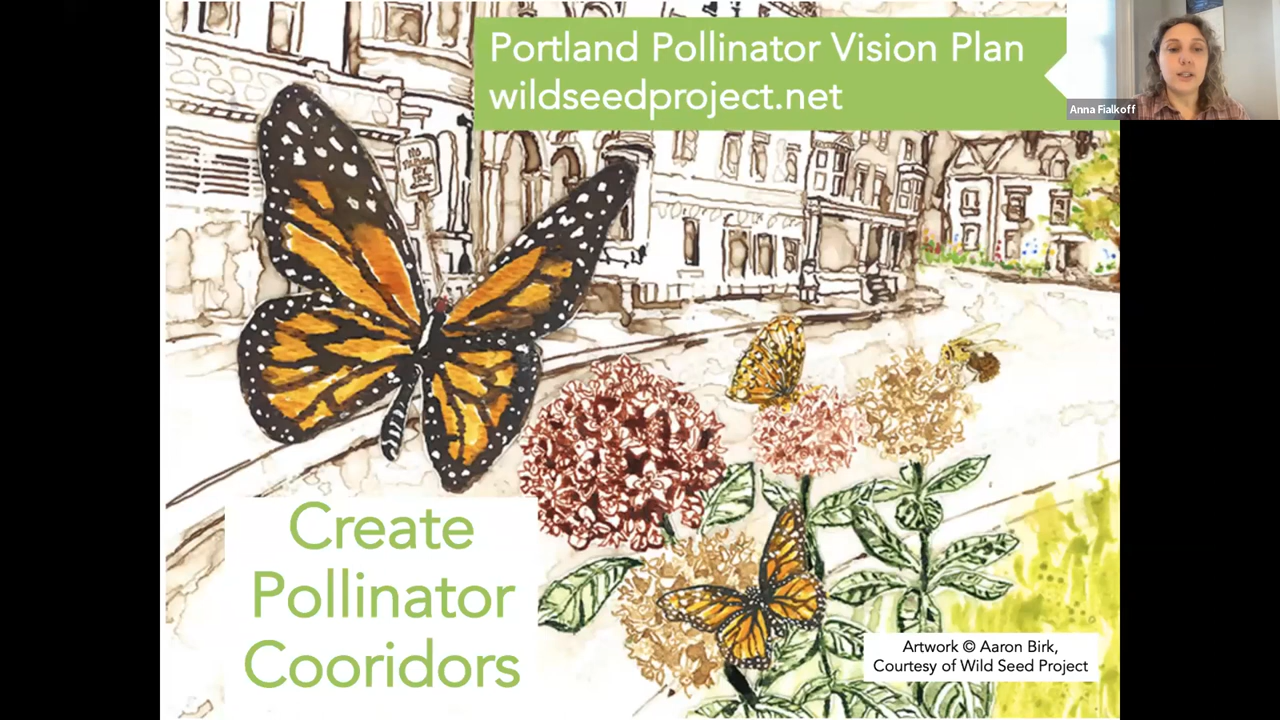 Portland Pollinator Vision Plan
wildseedproject.net
Anna Fialkoff
Create
Pollinator
Cooridors
Artwork © Aaron Birk,
Courtesy of Wild Seed Project